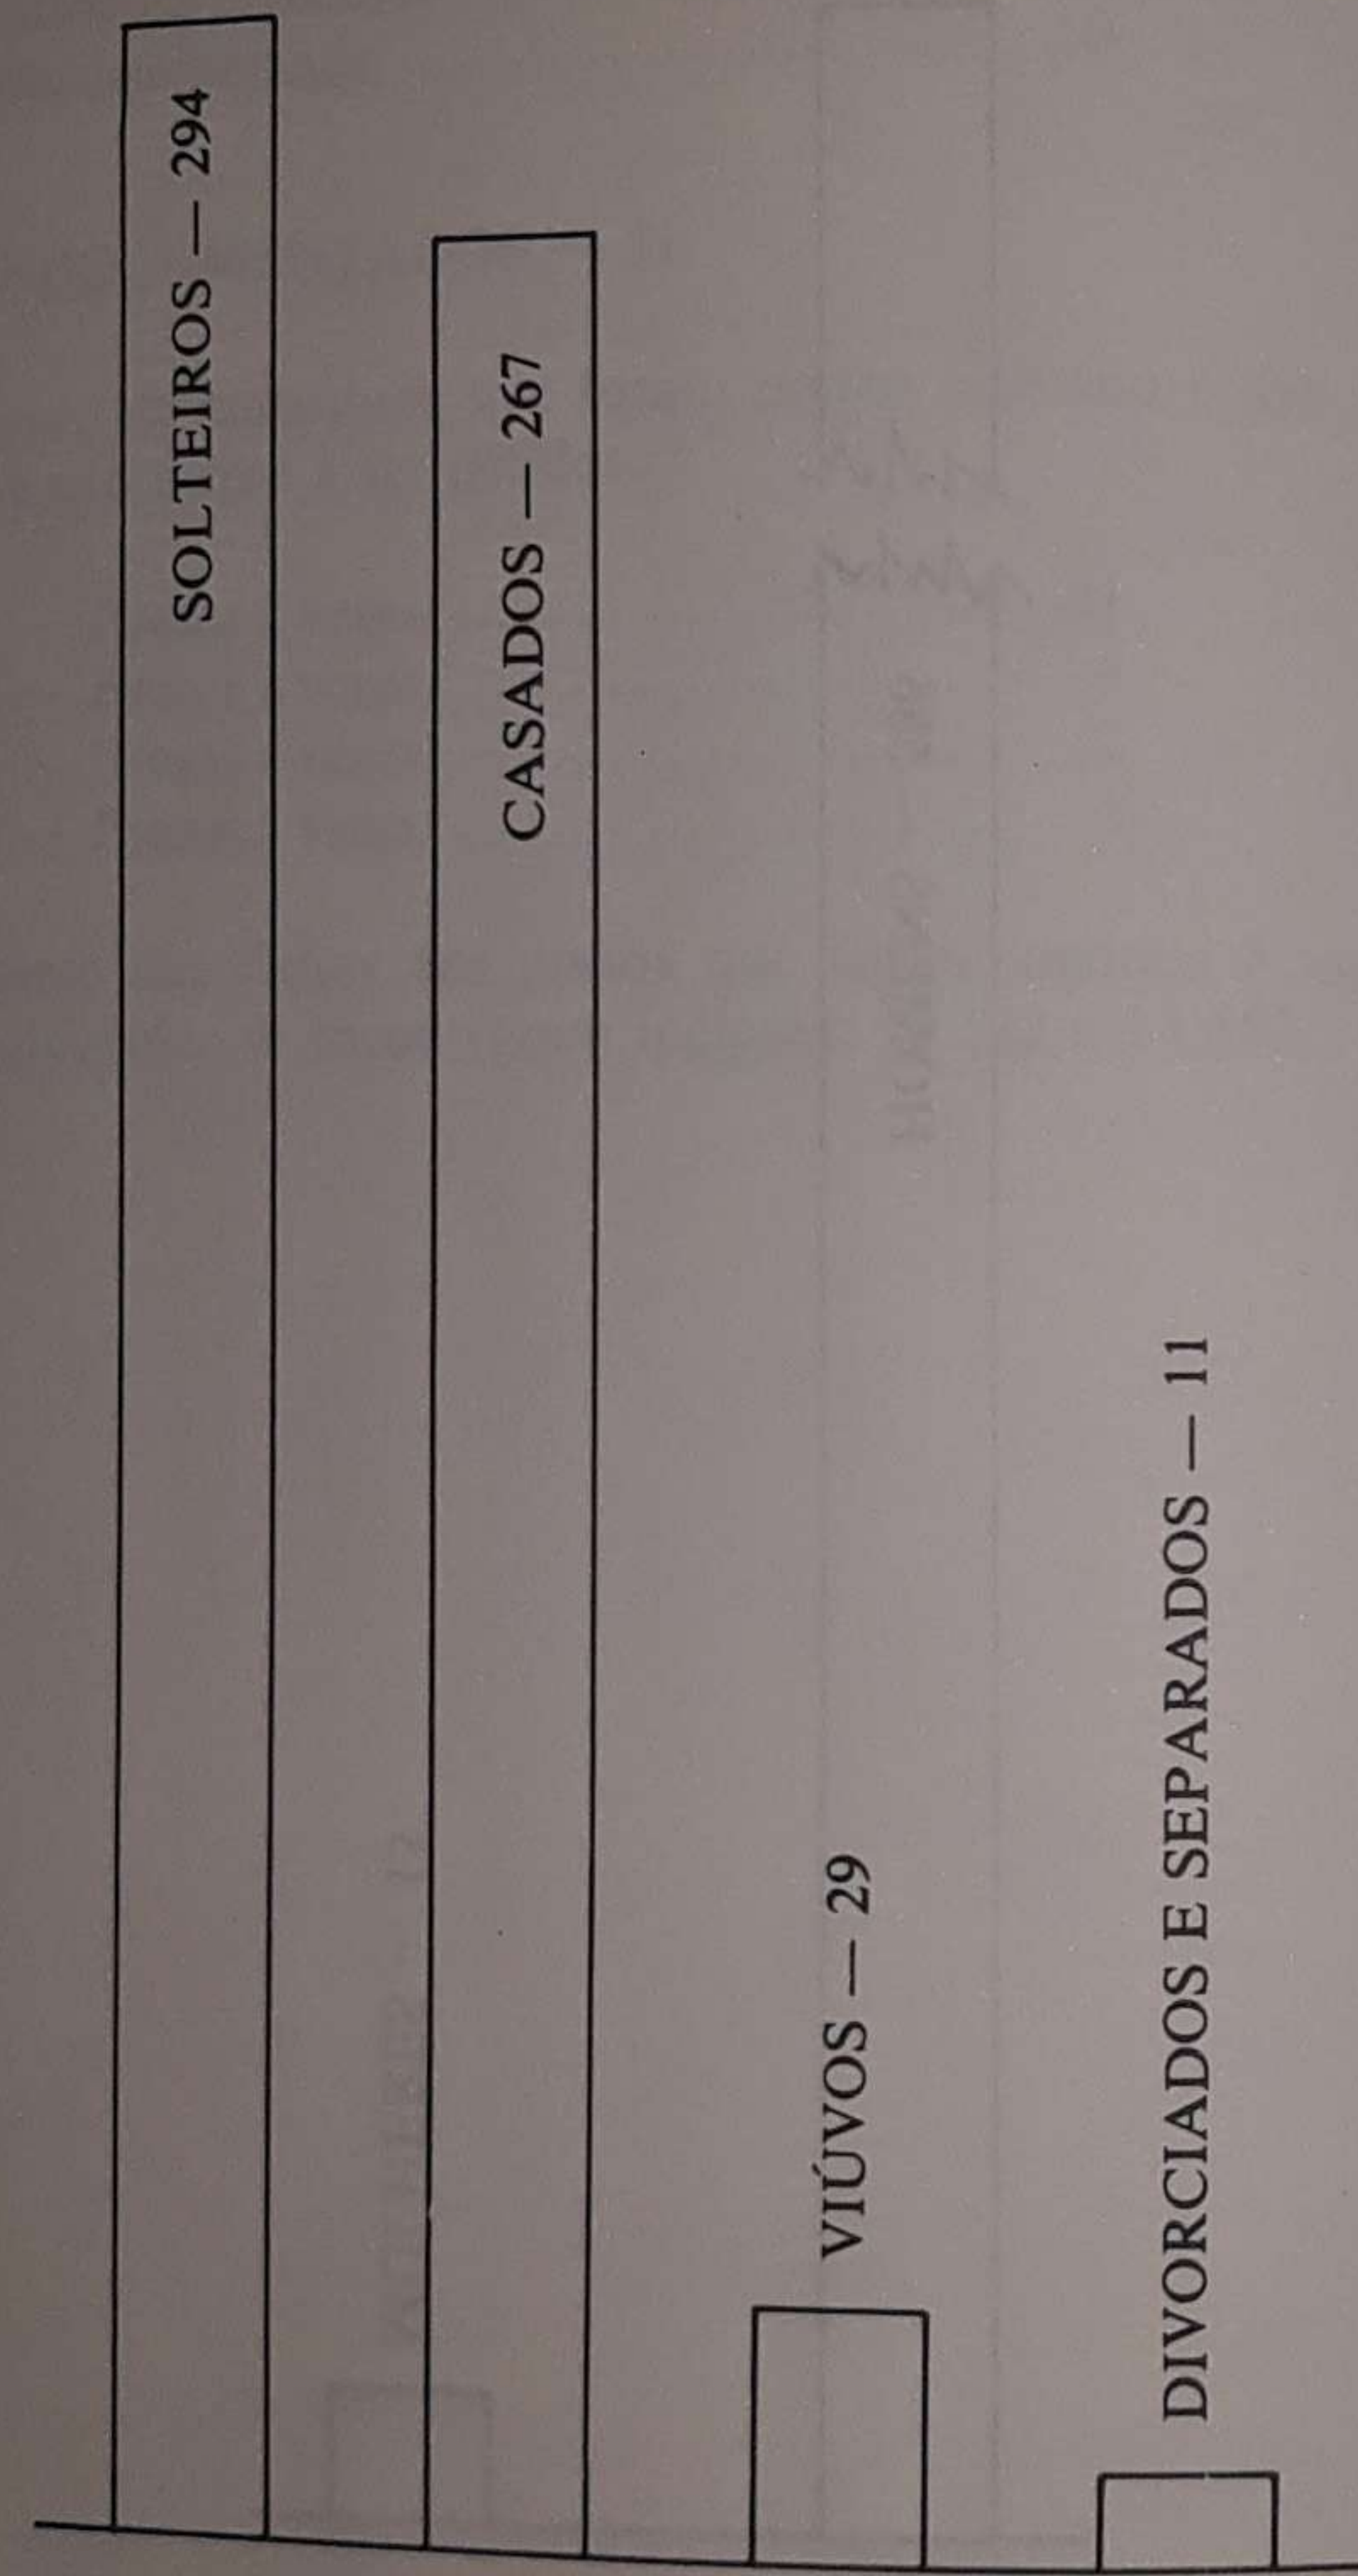 SOLTEIROS — 294
CASADOS — 267
VIÚVOS — 29
DIVORCIADOS E SEPARADOS — 11